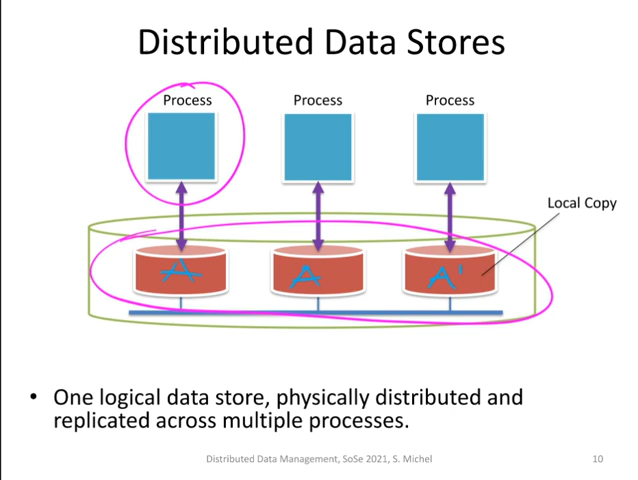 Distributed Data Stores
Process Process Process
Local Copy
A A A'
• One logical data store, physically distributed and
replicated across multiple processes.
Distributed Data Management, SoSe 2021, S. Michel 10